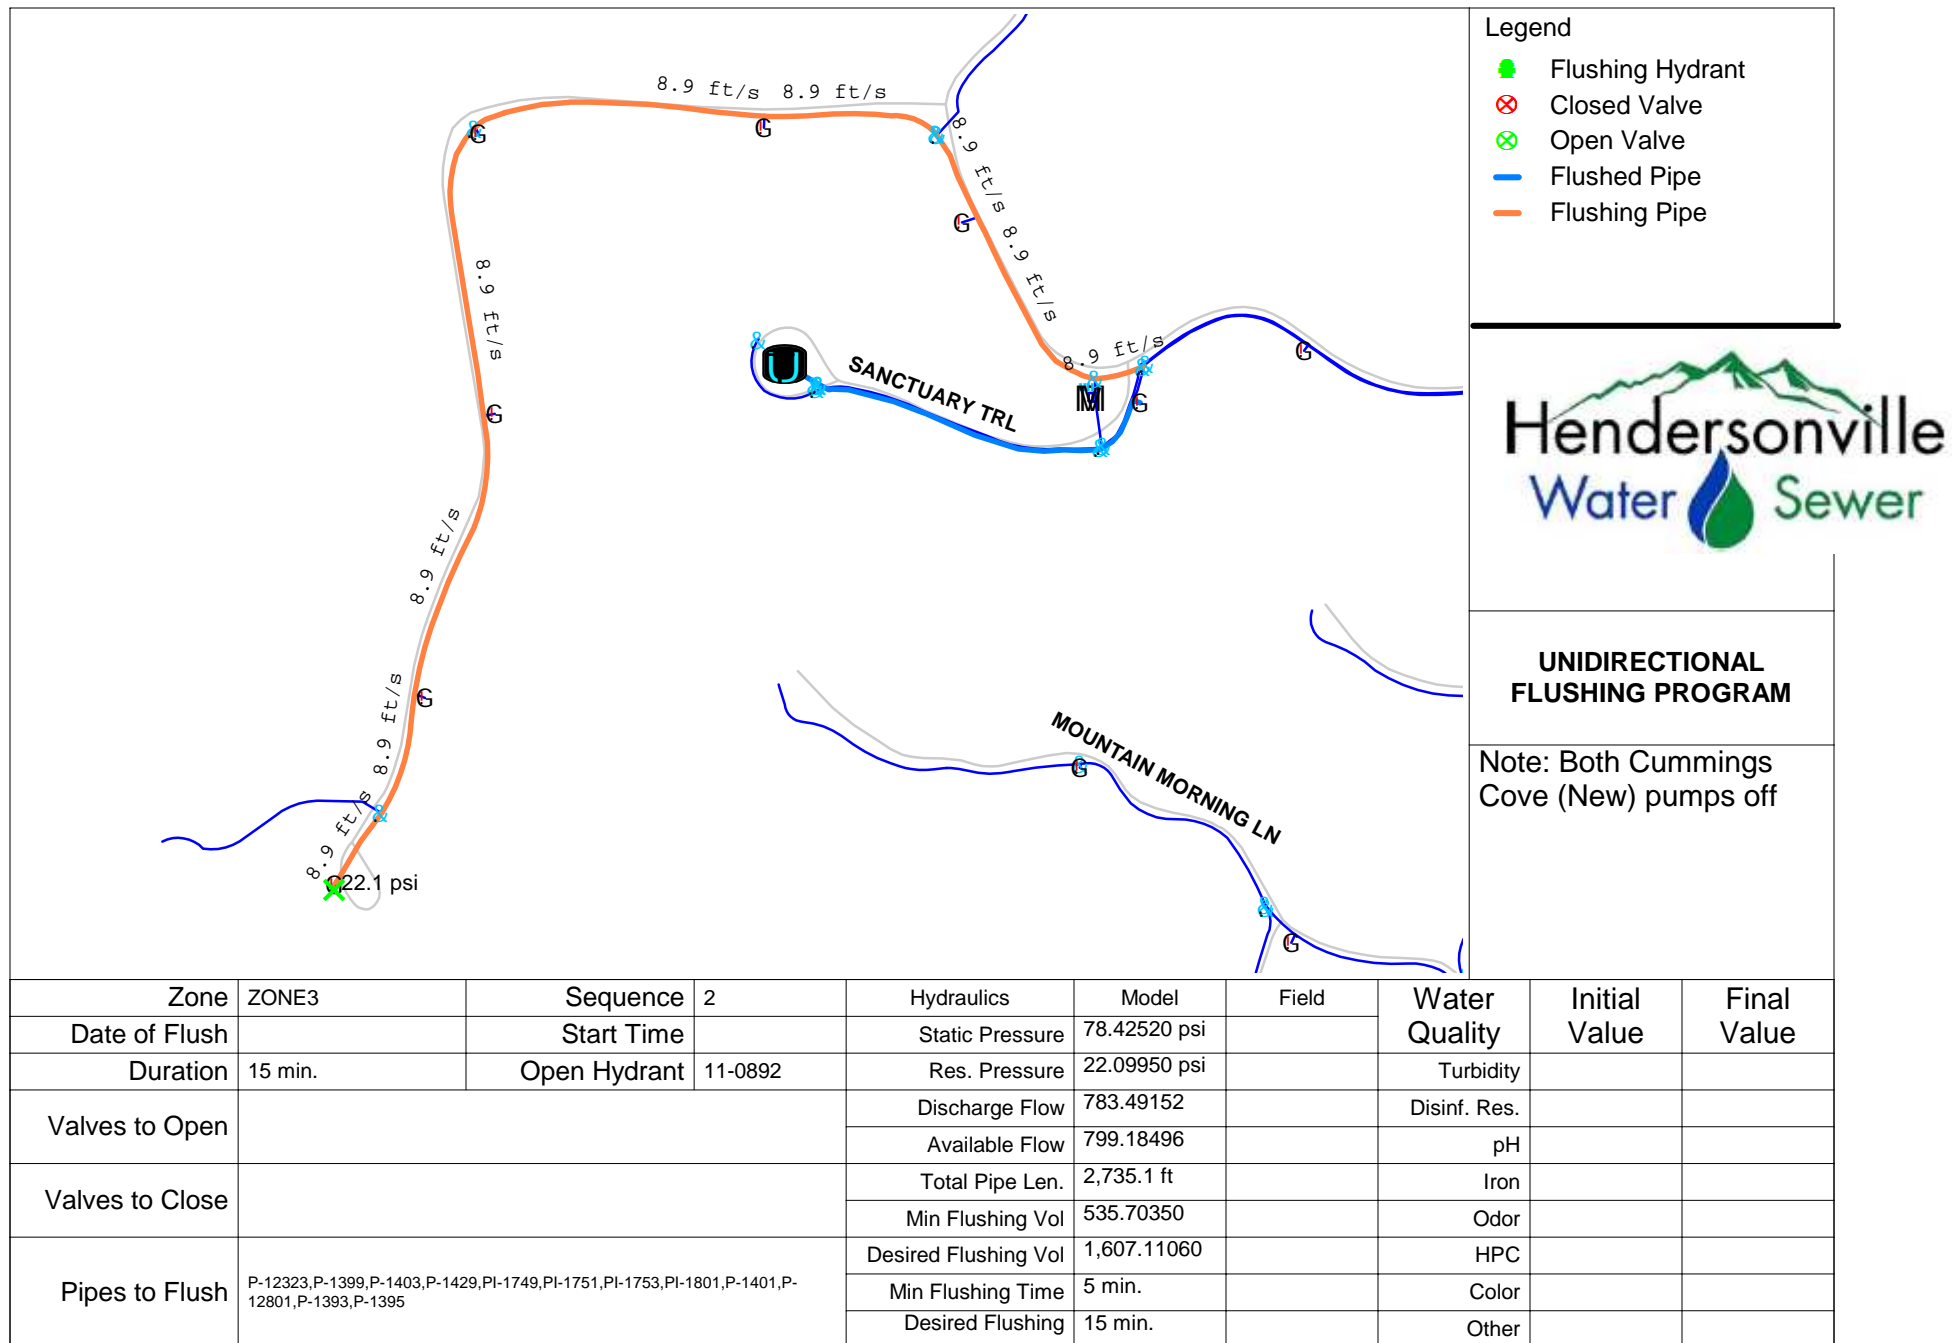 8.9 ft/s 8.9 ft/s
8.9 ft/s
8.9 ft/s
8.9 ft/s
8.9 ft/s
8.9 ft/s
8.9 ft/s
8.9 ft/s
G
G
G
G
G
G
G
G
G
G
U
M
SANCTUARY TRL
MOUNTAIN MORNING LN
22.1 psi
Legend
Flushing Hydrant
Closed Valve
Open Valve
Flushed Pipe
Flushing Pipe
Hendersonville
Water Sewer
UNIDIRECTIONAL
FLUSHING PROGRAM
Note: Both Cummings
Cove (New) pumps off
Zone ZONE3 Sequence 2
Date of Flush Start Time
Duration 15 min. Open Hydrant 11-0892
Valves to Open
Valves to Close
Pipes to Flush P-12323,P-1399,P-1403,P-1429,PI-1749,PI-1751,PI-1753,PI-1801,P-1401,P-
12801,P-1393,P-1395
Hydraulics Model Field
Static Pressure 78.42520 psi
Res. Pressure 22.09950 psi
Discharge Flow 783.49152
Available Flow 799.18496
Total Pipe Len. 2,735.1 ft
Min Flushing Vol 535.70350
Desired Flushing Vol 1,607.11060
Min Flushing Time 5 min.
Desired Flushing 15 min.
Water Quality Initial Value Final Value
Turbidity
Disinf. Res.
pH
Iron
Odor
HPC
Color
Other